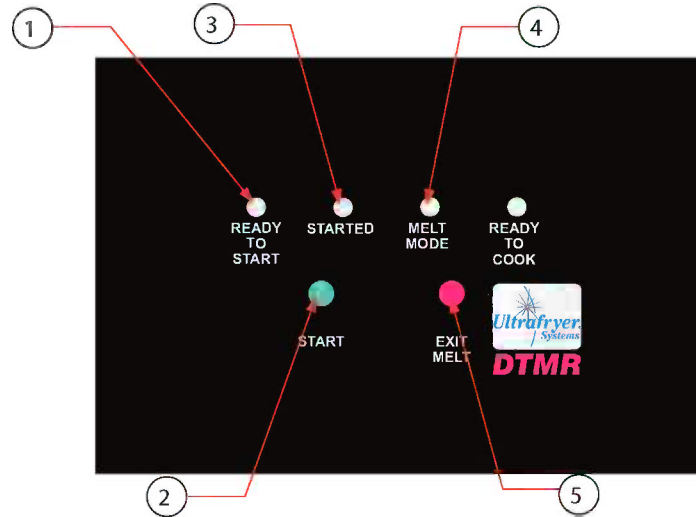 1
3
4
READY
TO
START
STARTED
MELT
MODE
READY
TO
COOK
START
EXIT
MELT
Ultrafryer
Systems
DTMR
2
5